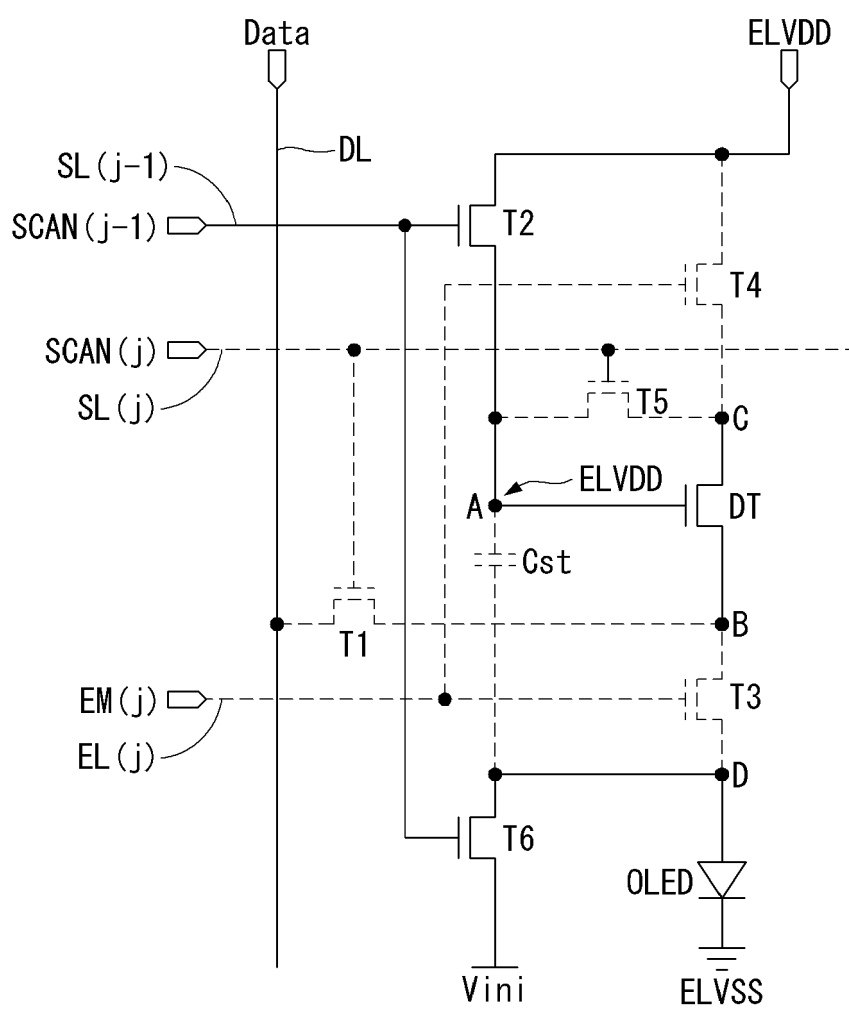 Data
ELVDD
DL
SL(j-1)
SCAN(j-1)
T2
T4
SCAN(j)
SL(j)
T5
C
ELVDD
A
DT
Cst
B
T1
EM(j)
T3
EL(j)
D
T6
OLED
Vini
ELVSS